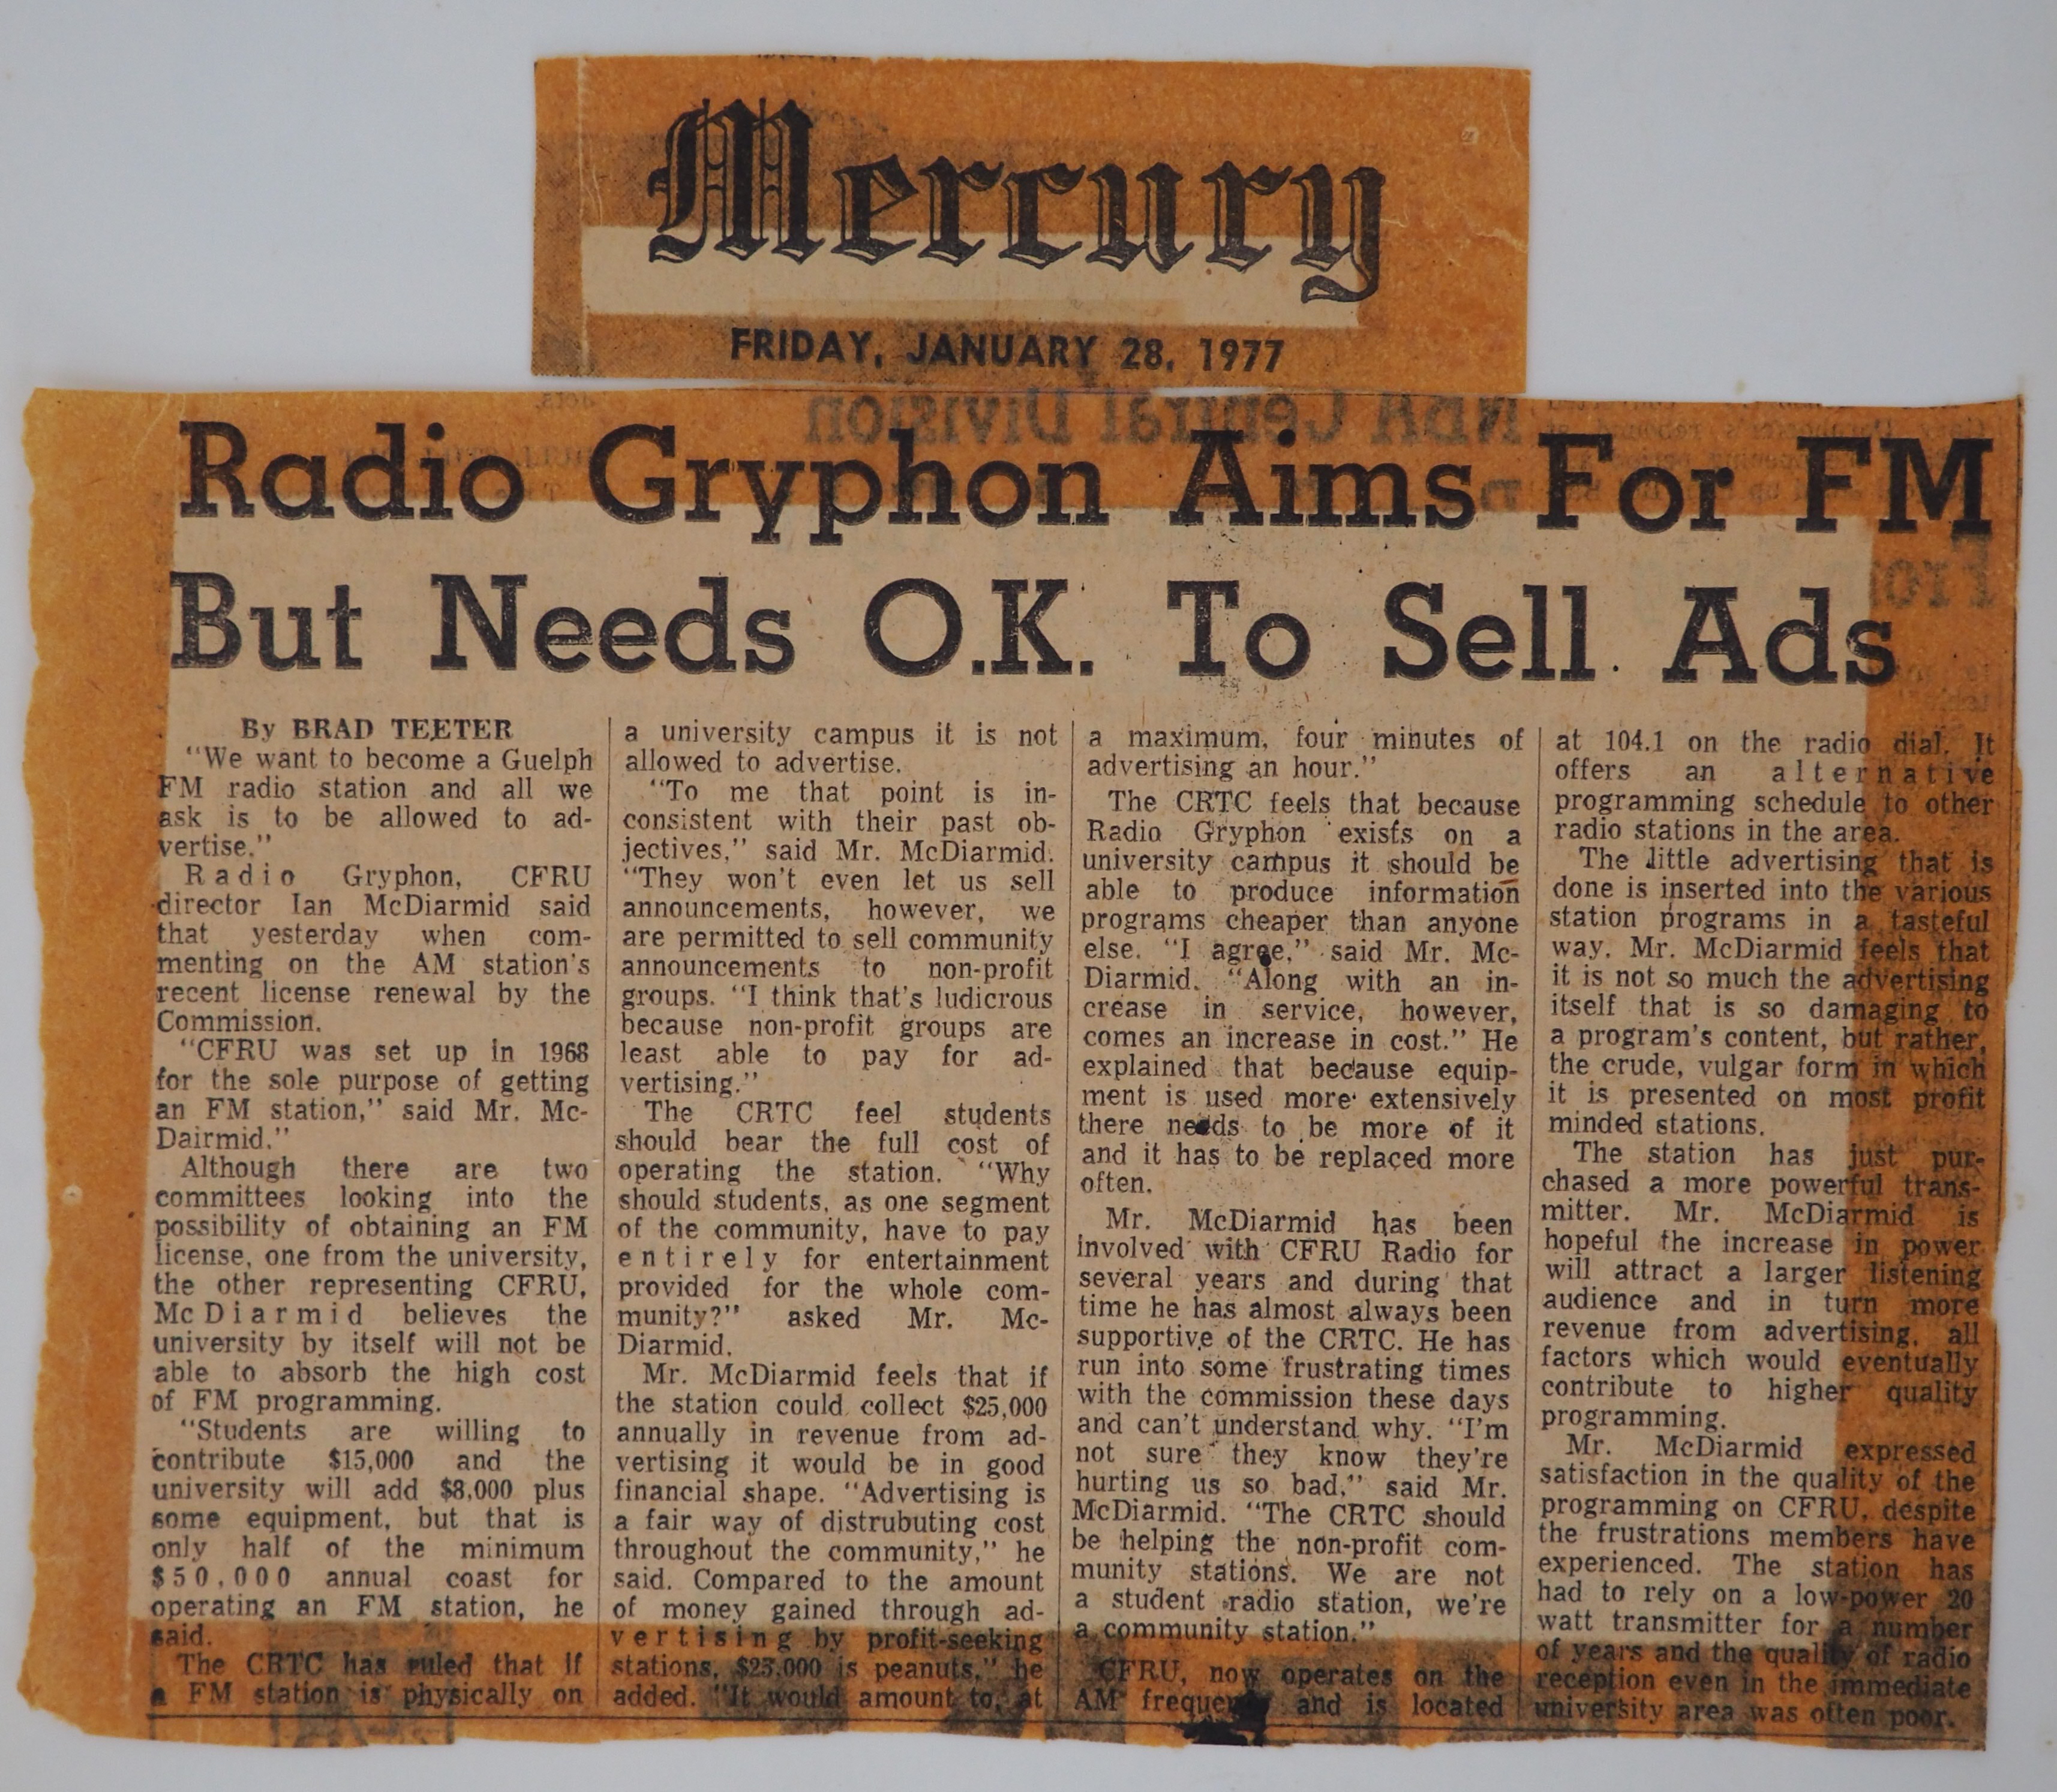 Mercury
FRIDAY, JANUARY 28, 1977
Radio Gryphon Aims For FM
But Needs O.K. To Sell Ads
By BRAD TEETER
"We want to become a Guelph
FM radio station and all we
ask is to be allowed to ad-
vertise."
Radio Gryphon, CFRU
director Ian McDiarmid said
that yesterday when com-
menting on the AM station's
recent license renewal by the
Commission.
"CFRU was set up in 1968
for the sole purpose of getting
an FM station," said Mr. Mc-
Dairmid."
Although there are two
committees looking into the
possibility of obtaining an FM
license, one from the university,
the other representing CFRU,
McDiarmid believes the
university by itself will not be
able to absorb the high cost
of FM programming.
"Students are willing to
contribute $15,000 and the
university will add $8,000 plus
some equipment, but that is
only half of the minimum
$50,000 annual coast for
operating an FM station, he
said.
The CRTC has ruled that if
a FM station is physically on
a university campus it is not
allowed to advertise.
"To me that point is in-
consistent with their past ob-
jectives," said Mr. McDiarmid.
"They won't even let us sell
announcements, however, we
are permitted to sell community
announcements to non-profit
groups. "I think that's ludicrous
because non-profit groups are
least able to pay for ad-
vertising."
The CRTC feel students
should bear the full cost of
operating the station. "Why
should students, as one segment
of the community, have to pay
entirely for entertainment
provided for the whole com-
munity?" asked Mr. Mc-
Diarmid.
Mr. McDiarmid feels that if
the station could collect $25,000
annually in revenue from ad-
vertising it would be in good
financial shape. "Advertising is
a fair way of distrubuting cost
throughout the community," he
said. Compared to the amount
of money gained through ad-
vertising by profit-seeking
stations, $25,000 is peanuts," he
added. "It would amount to, at
a maximum, four minutes of
advertising an hour."
The CRTC feels that because
Radio Gryphon exists on a
university campus it should be
able to produce information
programs cheaper than anyone
else. "I agree," said Mr. Mc-
Diarmid. "Along with an in-
crease in service, however,
comes an increase in cost." He
explained that because equip-
ment is used more extensively
there needs to be more of it
and it has to be replaced more
often.
Mr. McDiarmid has been
involved with CFRU Radio for
several years and during that
time he has almost always been
supportive of the CRTC. He has
run into some frustrating times
with the commission these days
and can't understand why. "I'm
not sure they know they're
hurting us so bad," said Mr.
McDiarmid. "The CRTC should
be helping the non-profit com-
munity stations. We are not
a student radio station, we're
a community station."
CFRU, now operates on the
AM frequency and is located
at 104.1 on the radio dial. It
offers an alternative
programming schedule to other
radio stations in the area.
The little advertising that is
done is inserted into the various
station programs in a tasteful
way. Mr. McDiarmid feels that
it is not so much the advertising
itself that is so damaging to
a program's content, but rather,
the crude, vulgar form in which
it is presented on most profit
minded stations.
The station has just pur-
chased a more powerful trans-
mitter. Mr. McDiarmid is
hopeful the increase in power
will attract a larger listening
audience and in turn more
revenue from advertising, all
factors which would eventually
contribute to higher quality
programming.
Mr. McDiarmid expressed
satisfaction in the quality of the
programming on CFRU, despite
the frustrations members have
experienced. The station has
had to rely on a low-power 20
watt transmitter for a number
of years and the quality of radio
reception even in the immediate
university area was often poor.